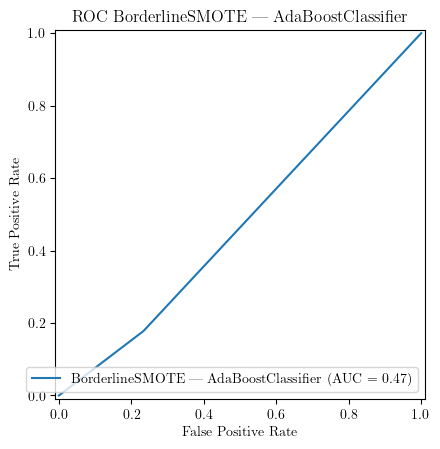 ROC BorderlineSMOTE — AdaBoostClassifier
1.0
0.8
0.6
0.4
0.2
0.0
True Positive Rate
BorderlineSMOTE — AdaBoostClassifier (AUC = 0.47)
0.0 0.2 0.4 0.6 0.8 1.0
False Positive Rate